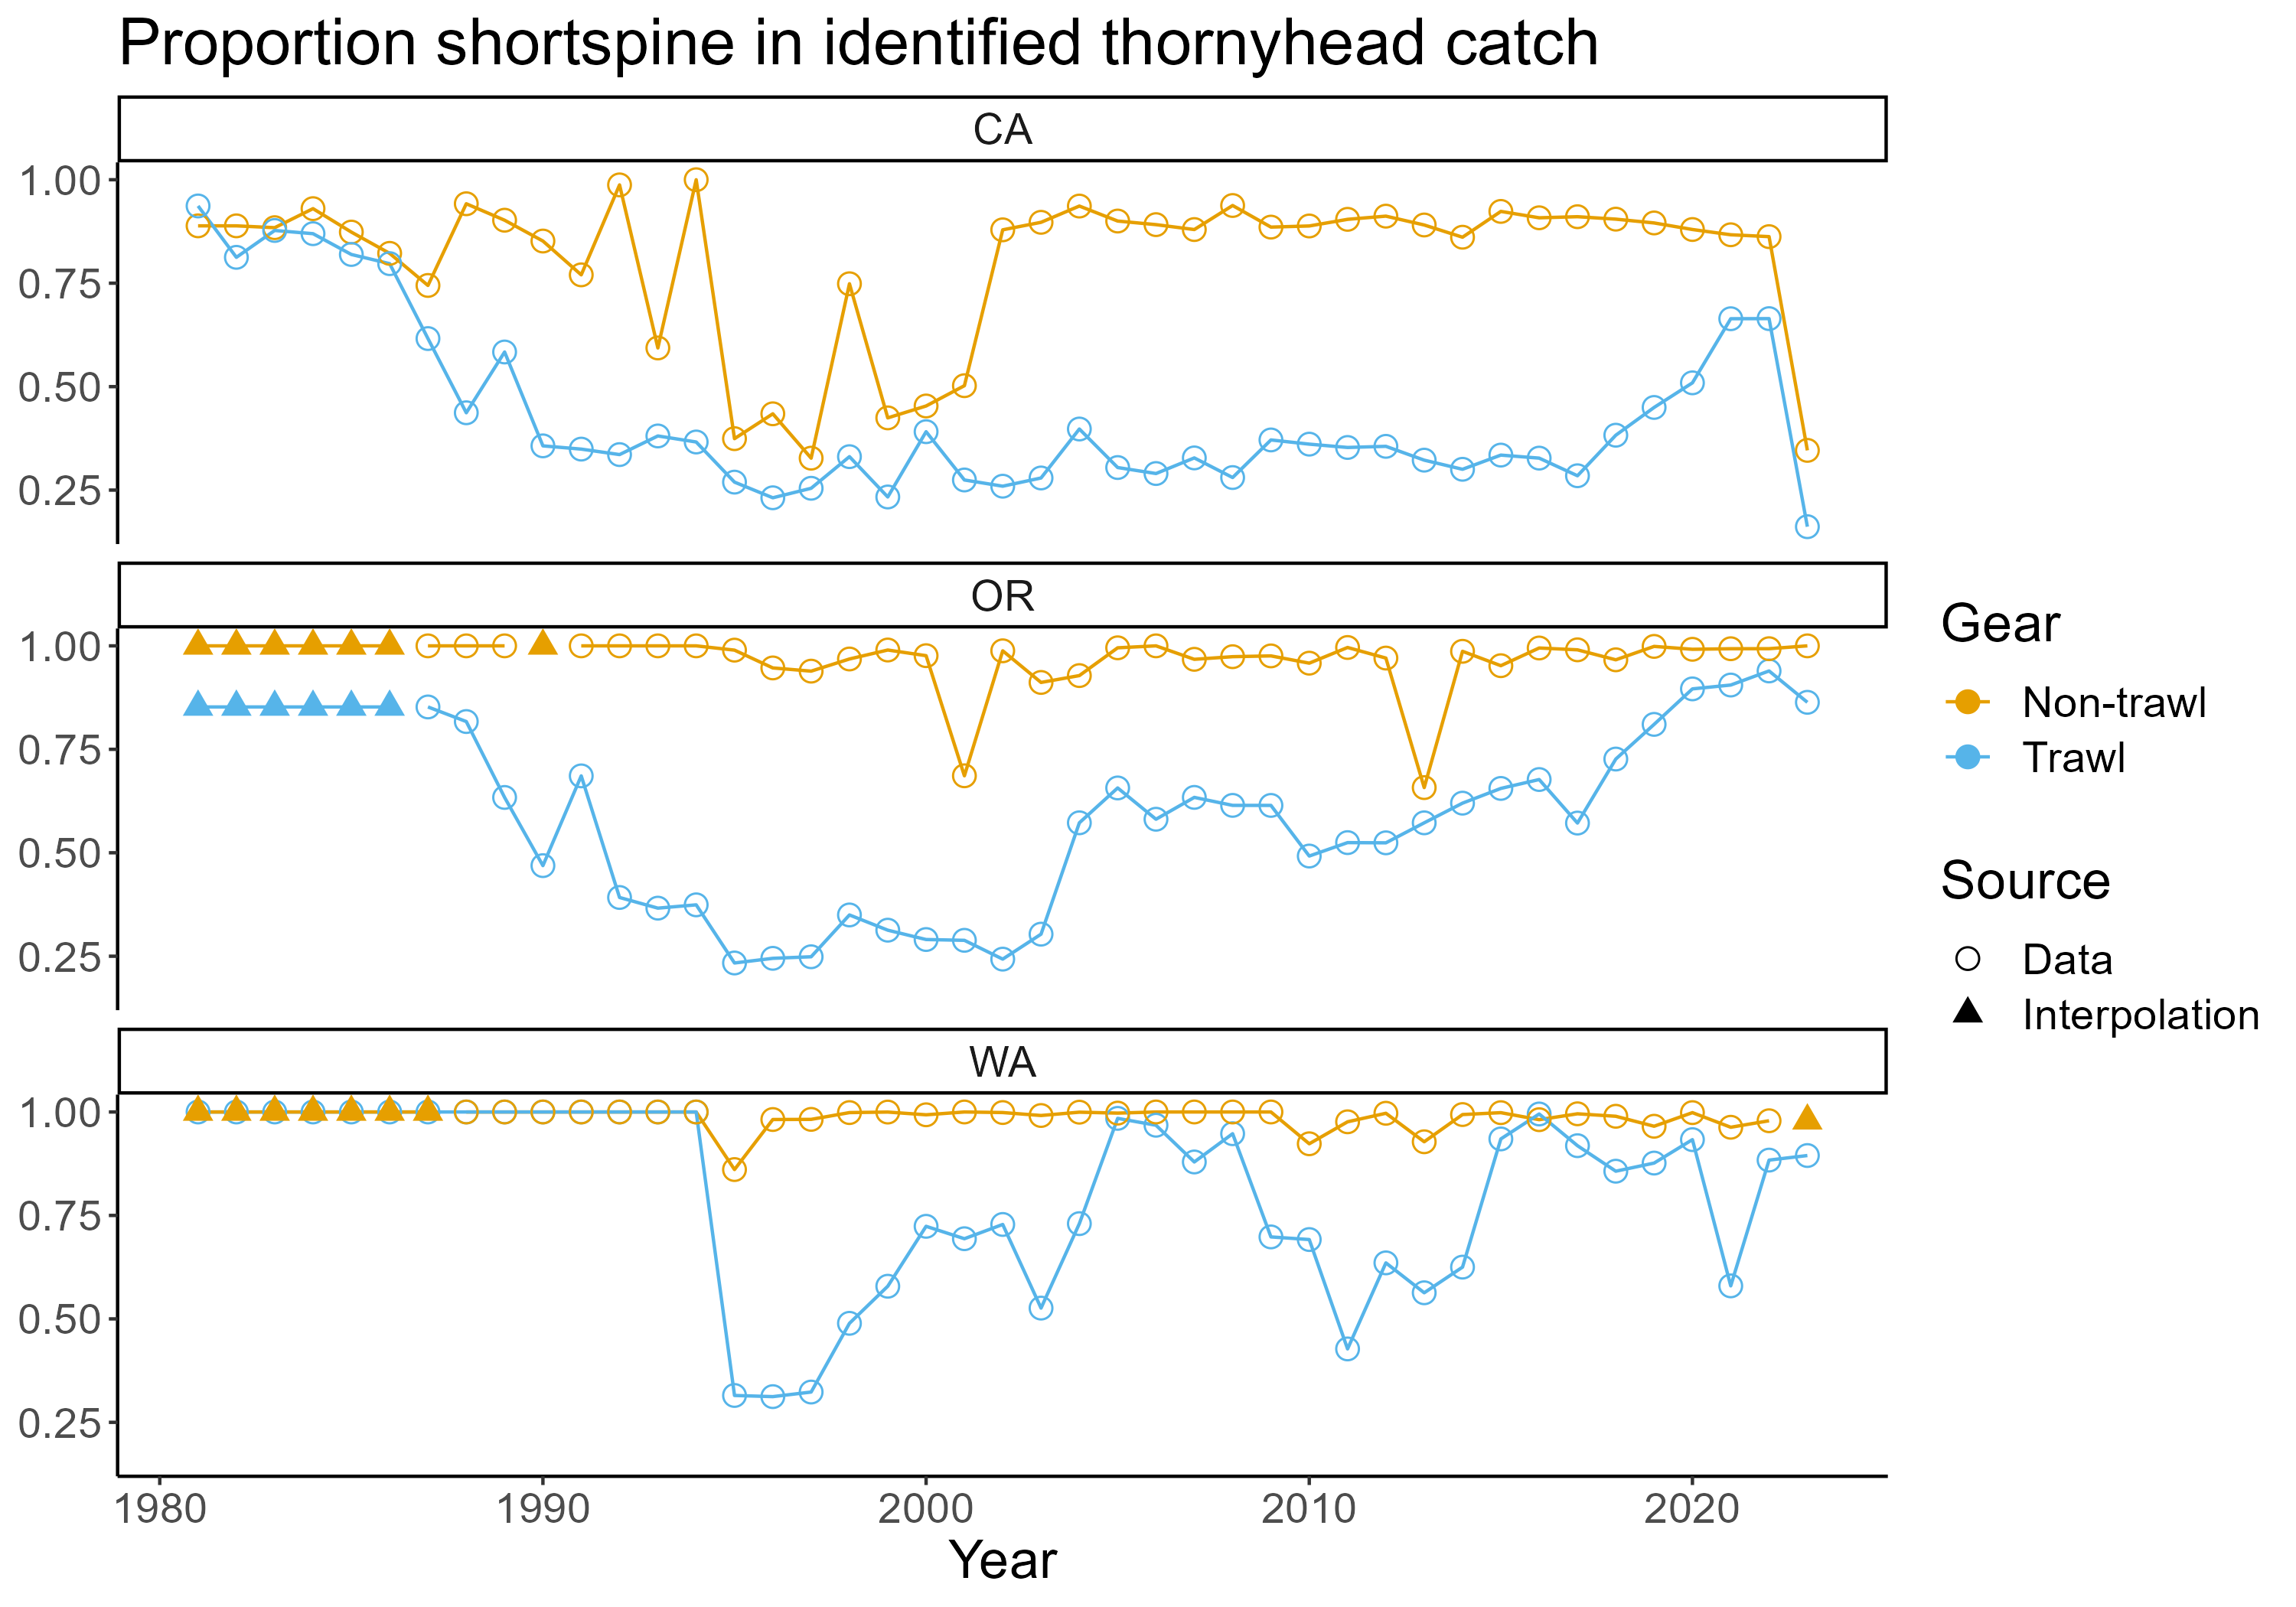 Proportion shortspine in identified thornyhead catch
CA
1.00
0.75
0.50
0.25
OR
1.00
0.75
0.50
0.25
WA
1.00
0.75
0.50
0.25
1980 1990 2000 2010 2020
Year
Gear
Non-trawl
Trawl
Source
Data
Interpolation